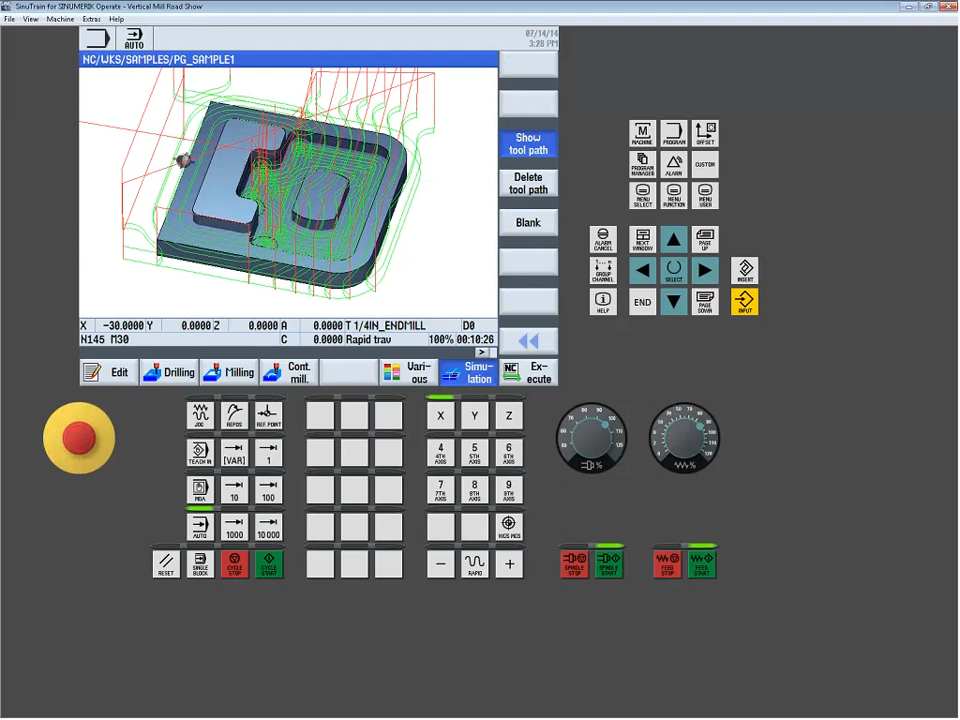 SinuTrain for SINUMERIK Operate - Vertical Mill Road Show
File View Machine Extras Help
AUTO
07/14/14
3:28 PM
NC/WKS/SAMPLES/PG_SAMPLE1
Show
tool path
Delete
tool path
Blank
X -30.0000 Y 0.0000 Z 0.0000 A 0.0000 T 1/4IN_ENDMILL D0
N145 M30 C 0.0000 Rapid trav 100% 00:10:26
>
Edit
Drilling
Milling
Cont.
mill.
Vari-
ous
Simu-
lation
NC
Ex-
ecute
M
MACHINE
PROGRAM
OFFSET
PROGRAM
MANAGER
ALARM
CUSTOM
MENU
SELECT
MENU
FUNCTION
MENU
USER
ALARM
CANCEL
NEXT
WINDOW
PAGE
UP
1...n
GROUP
CHANNEL
SELECT
INSERT
HELP
END
PAGE
DOWN
INPUT
JOG
REPOS
REF POINT
X
Y
Z
TEACH IN
[VAR]
1
4
4TH
AXIS
5
5TH
AXIS
6
6TH
AXIS
MDA
10
100
7
7TH
AXIS
8
8TH
AXIS
9
9TH
AXIS
AUTO
1000
10 000
WCS MCS
RESET
SINGLE
BLOCK
CYCLE
STOP
CYCLE
START
−
RAPID
+
SPINDLE
STOP
SPINDLE
START
FEED
STOP
FEED
START
%
%